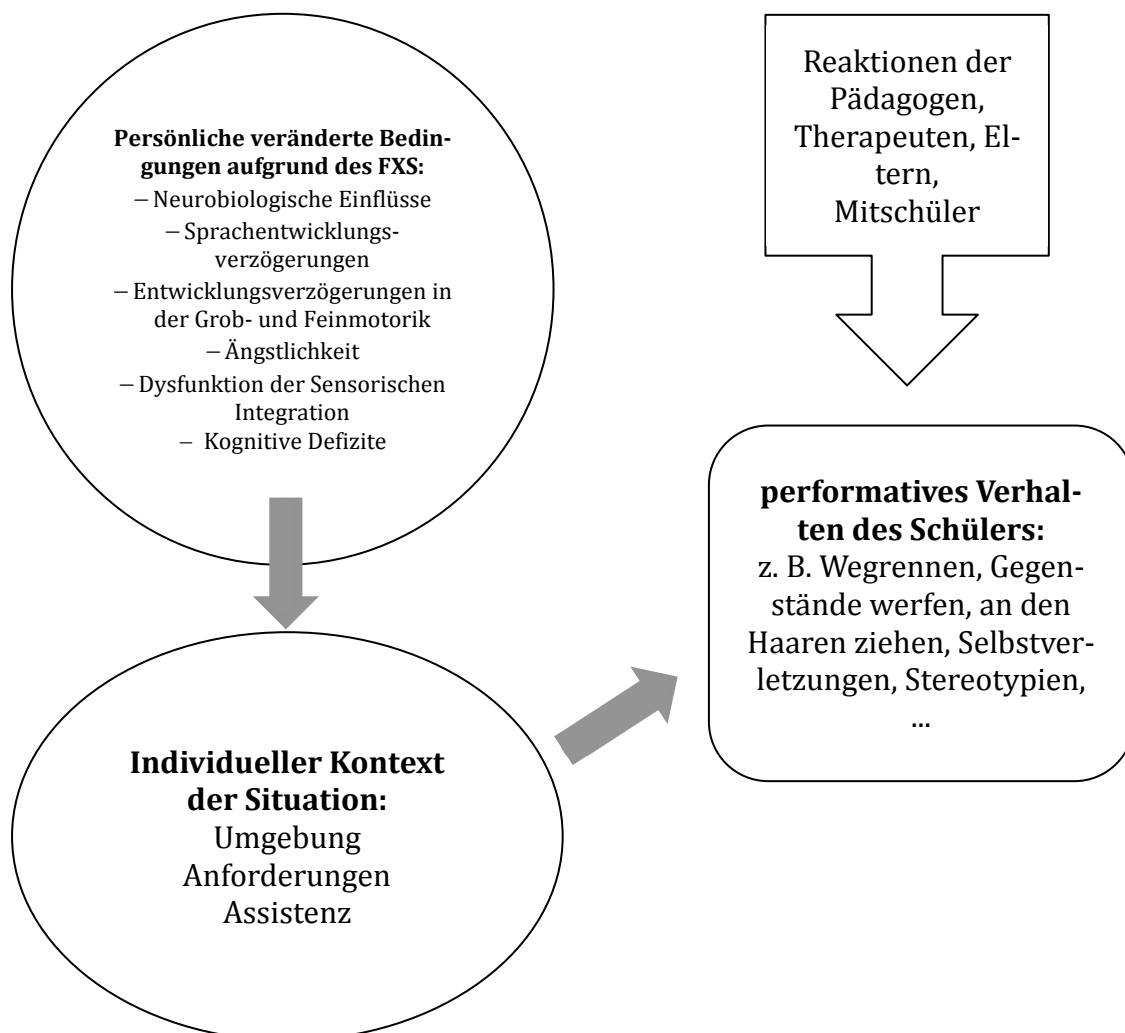 Persönliche veränderte Bedin-
gungen aufgrund des FXS:
– Neurobiologische Einflüsse
– Sprachentwicklungs-
verzögerungen
– Entwicklungsverzögerungen in
der Grob- und Feinmotorik
– Ängstlichkeit
– Dysfunktion der Sensorischen
Integration
– Kognitive Defizite
Individueller Kontext
der Situation:
Umgebung
Anforderungen
Assistenz
Reaktionen der
Pädagogen,
Therapeuten, El-
tern,
Mitschüler
performatives Verhal-
ten des Schülers:
z. B. Wegrennen, Gegen-
stände werfen, an den
Haaren ziehen, Selbstver-
letzungen, Stereotypien,
...